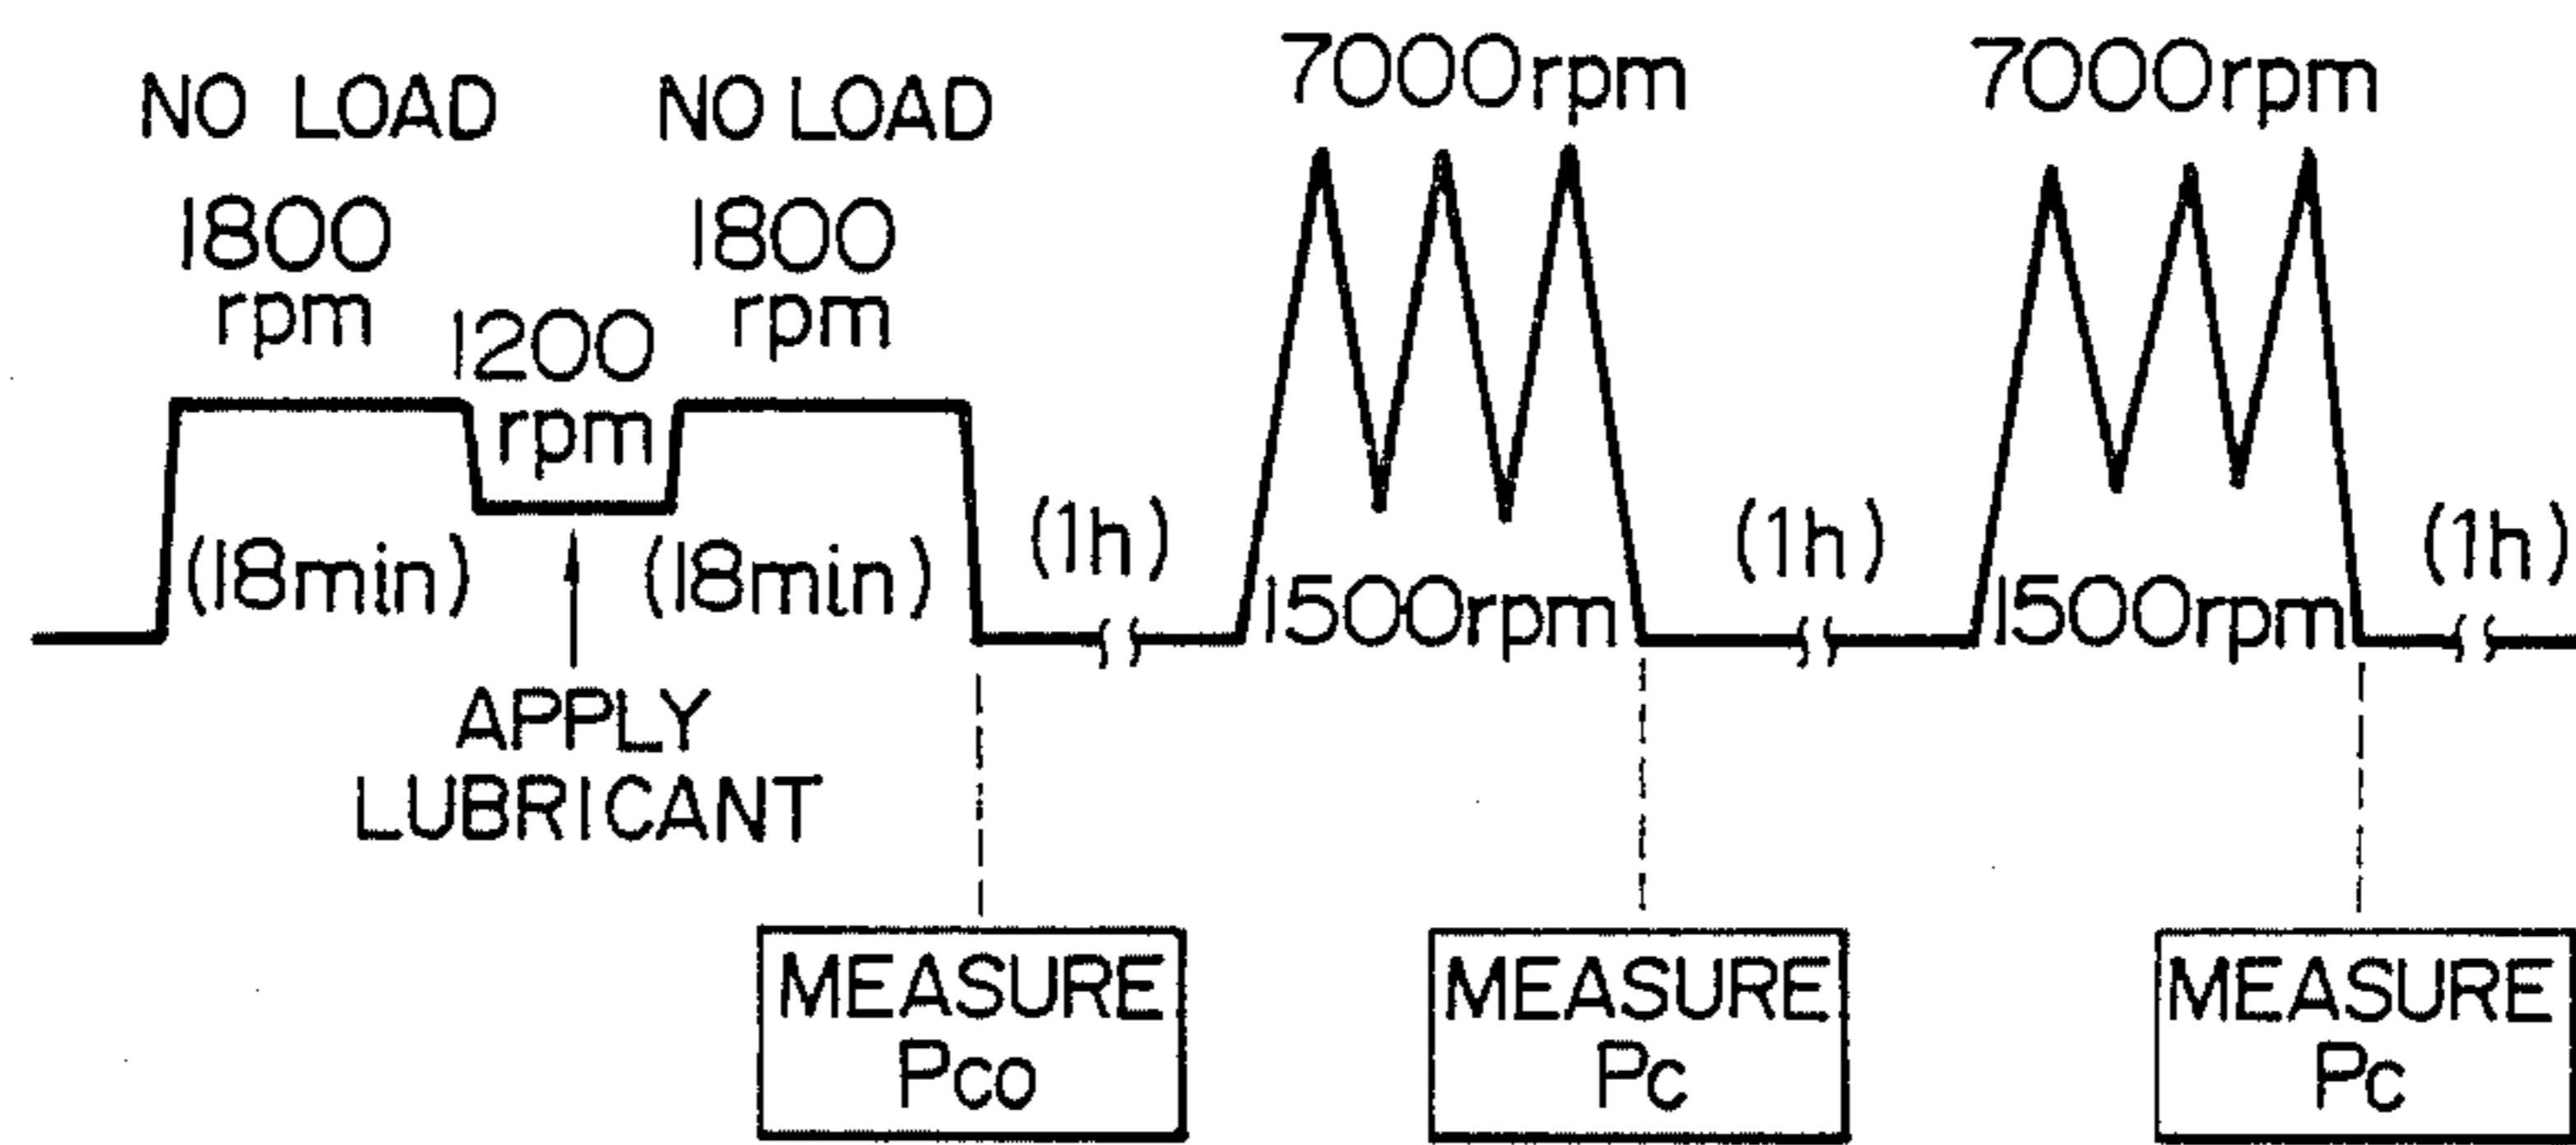 NO LOAD
1800
rpm
1200
rpm
NO LOAD
1800
rpm
7000rpm
7000rpm
(18min)
(18min)
(1h)
1500rpm
(1h)
1500rpm
(1h)
APPLY
LUBRICANT
MEASURE
Pco
MEASURE
Pc
MEASURE
Pc